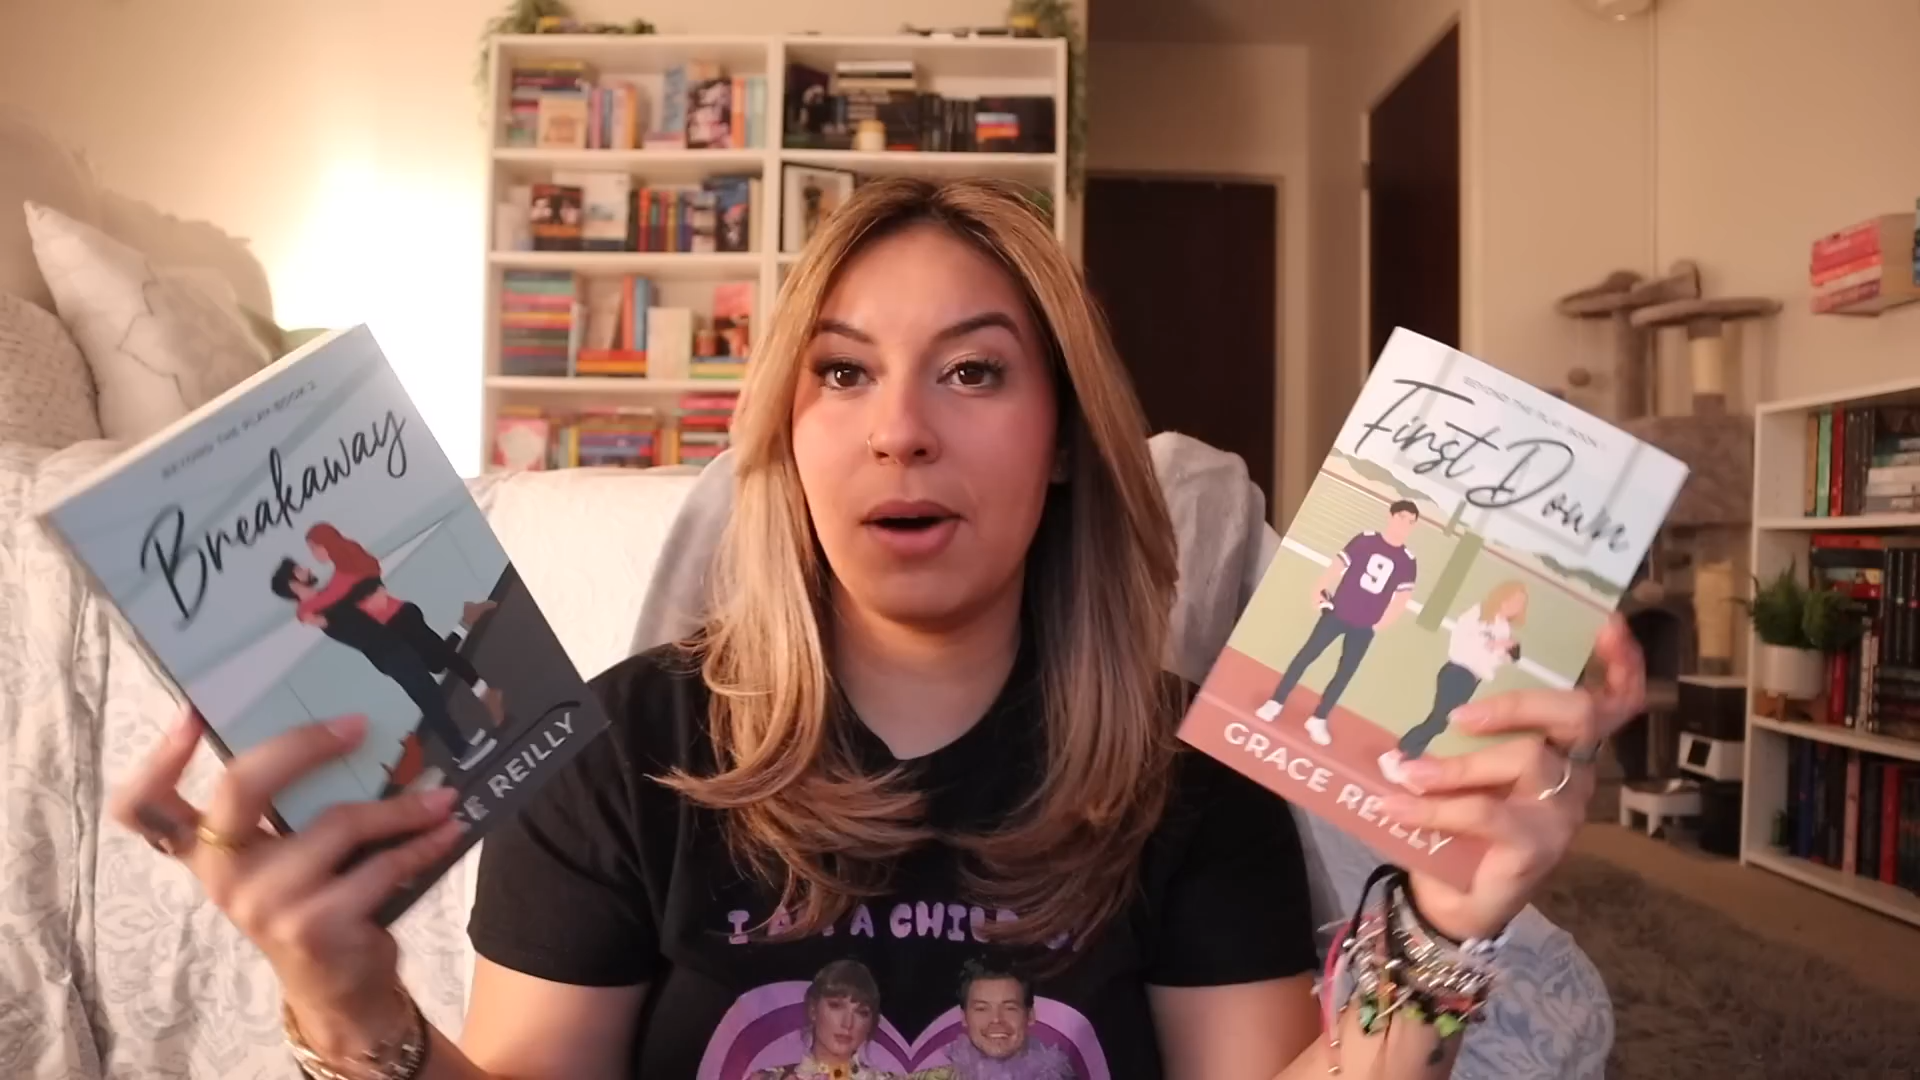 BEYOND THE PLAY BOOK 2
Breakaway
SE REILLY
BEYOND THE PLAY BOOK 1
First Down
9
GRACE REILLY
I AM A CHILD